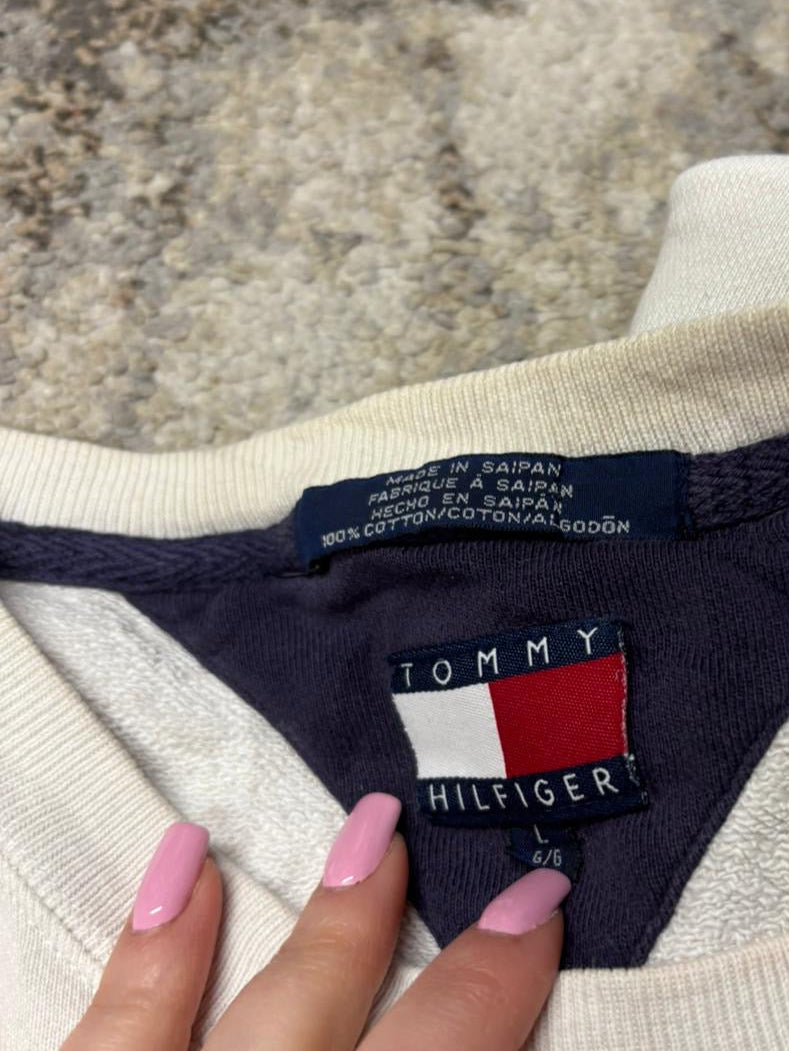 MADE IN SAIPAN
FABRIQUE À SAIPAN
HECHO EN SAIPÁN
100% COTTON/COTON/ALGODÓN
TOMMY
HILFIGER
L
G/G